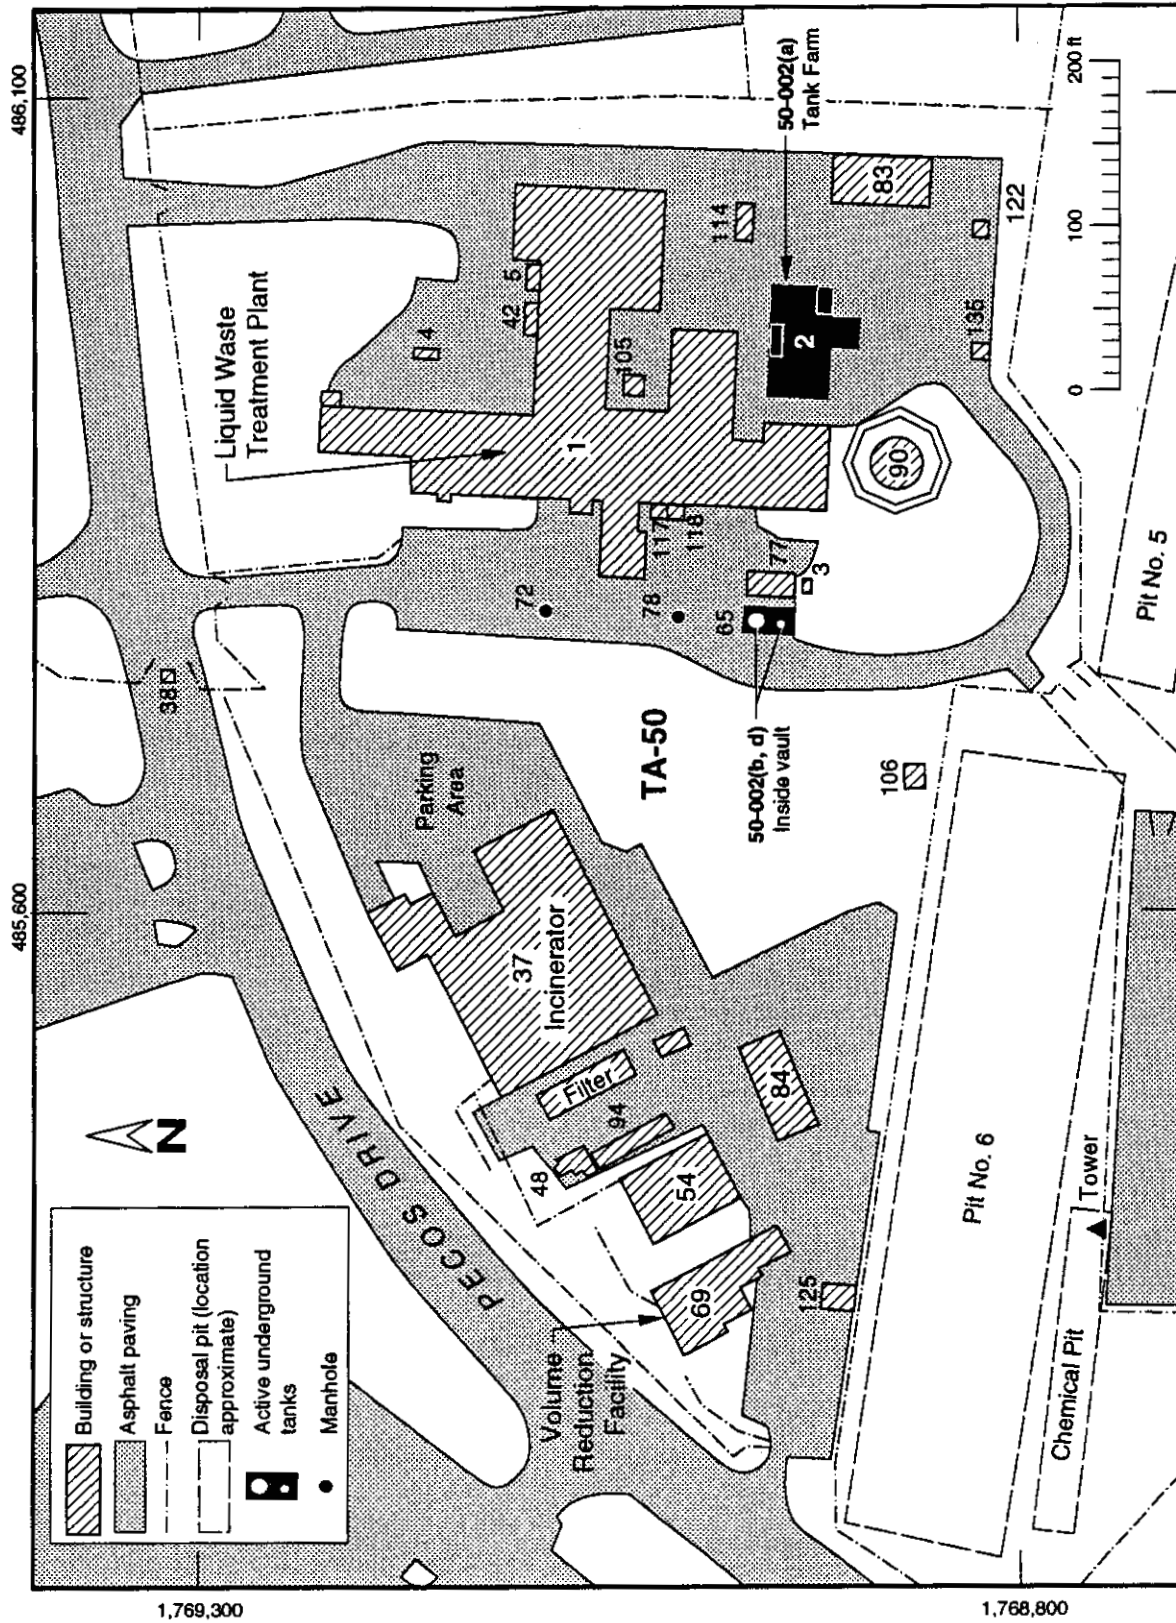 Building or structure
Asphalt paving
Fence
Disposal pit (location
approximate)
Active underground
tanks
Manhole
N
PECOS DRIVE
485,600
486,100
1,769,300
1,768,800
38
Parking
Area
37
Incinerator
Filter
94
48
54
84
69
125
Volume
Reduction
Facility
TA-50
Liquid Waste
Treatment Plant
1
4
5
42
105
114
72
78
117
118
65
77
3
90
2
83
122
135
106
50-002(a)
Tank Farm
50-002(b, d)
Inside vault
0
100
200 ft
Pit No. 5
Pit No. 6
Chemical Pit
Tower